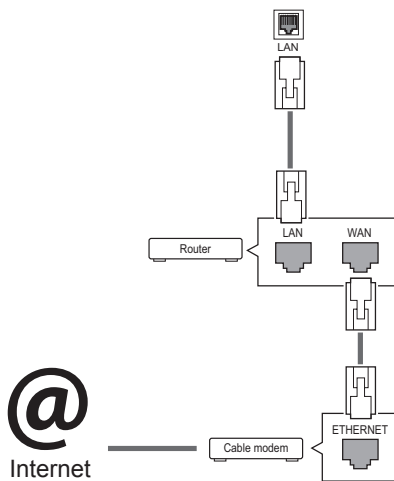 LAN
LAN WAN
Router
ETHERNET
@
Cable modem
Internet